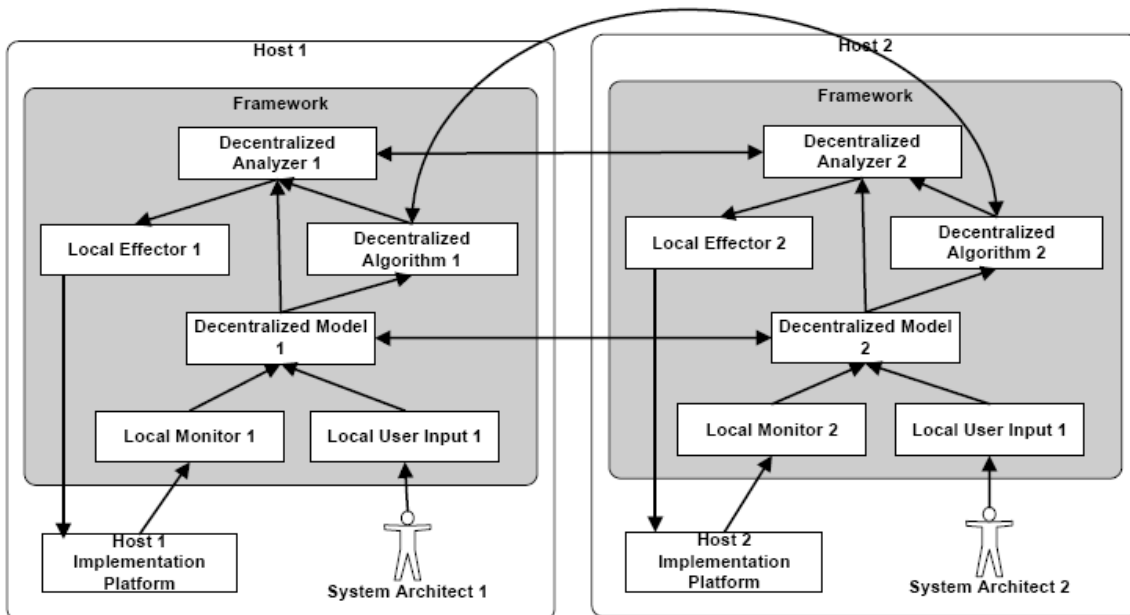 Host 1
Framework
Decentralized
Analyzer 1
Local Effector 1
Decentralized
Algorithm 1
Decentralized Model
1
Local Monitor 1
Local User Input 1
Host 1
Implementation
Platform
System Architect 1
Host 2
Framework
Decentralized
Analyzer 2
Local Effector 2
Decentralized
Algorithm 2
Decentralized Model
2
Local Monitor 2
Local User Input 1
Host 2
Implementation
Platform
System Architect 2